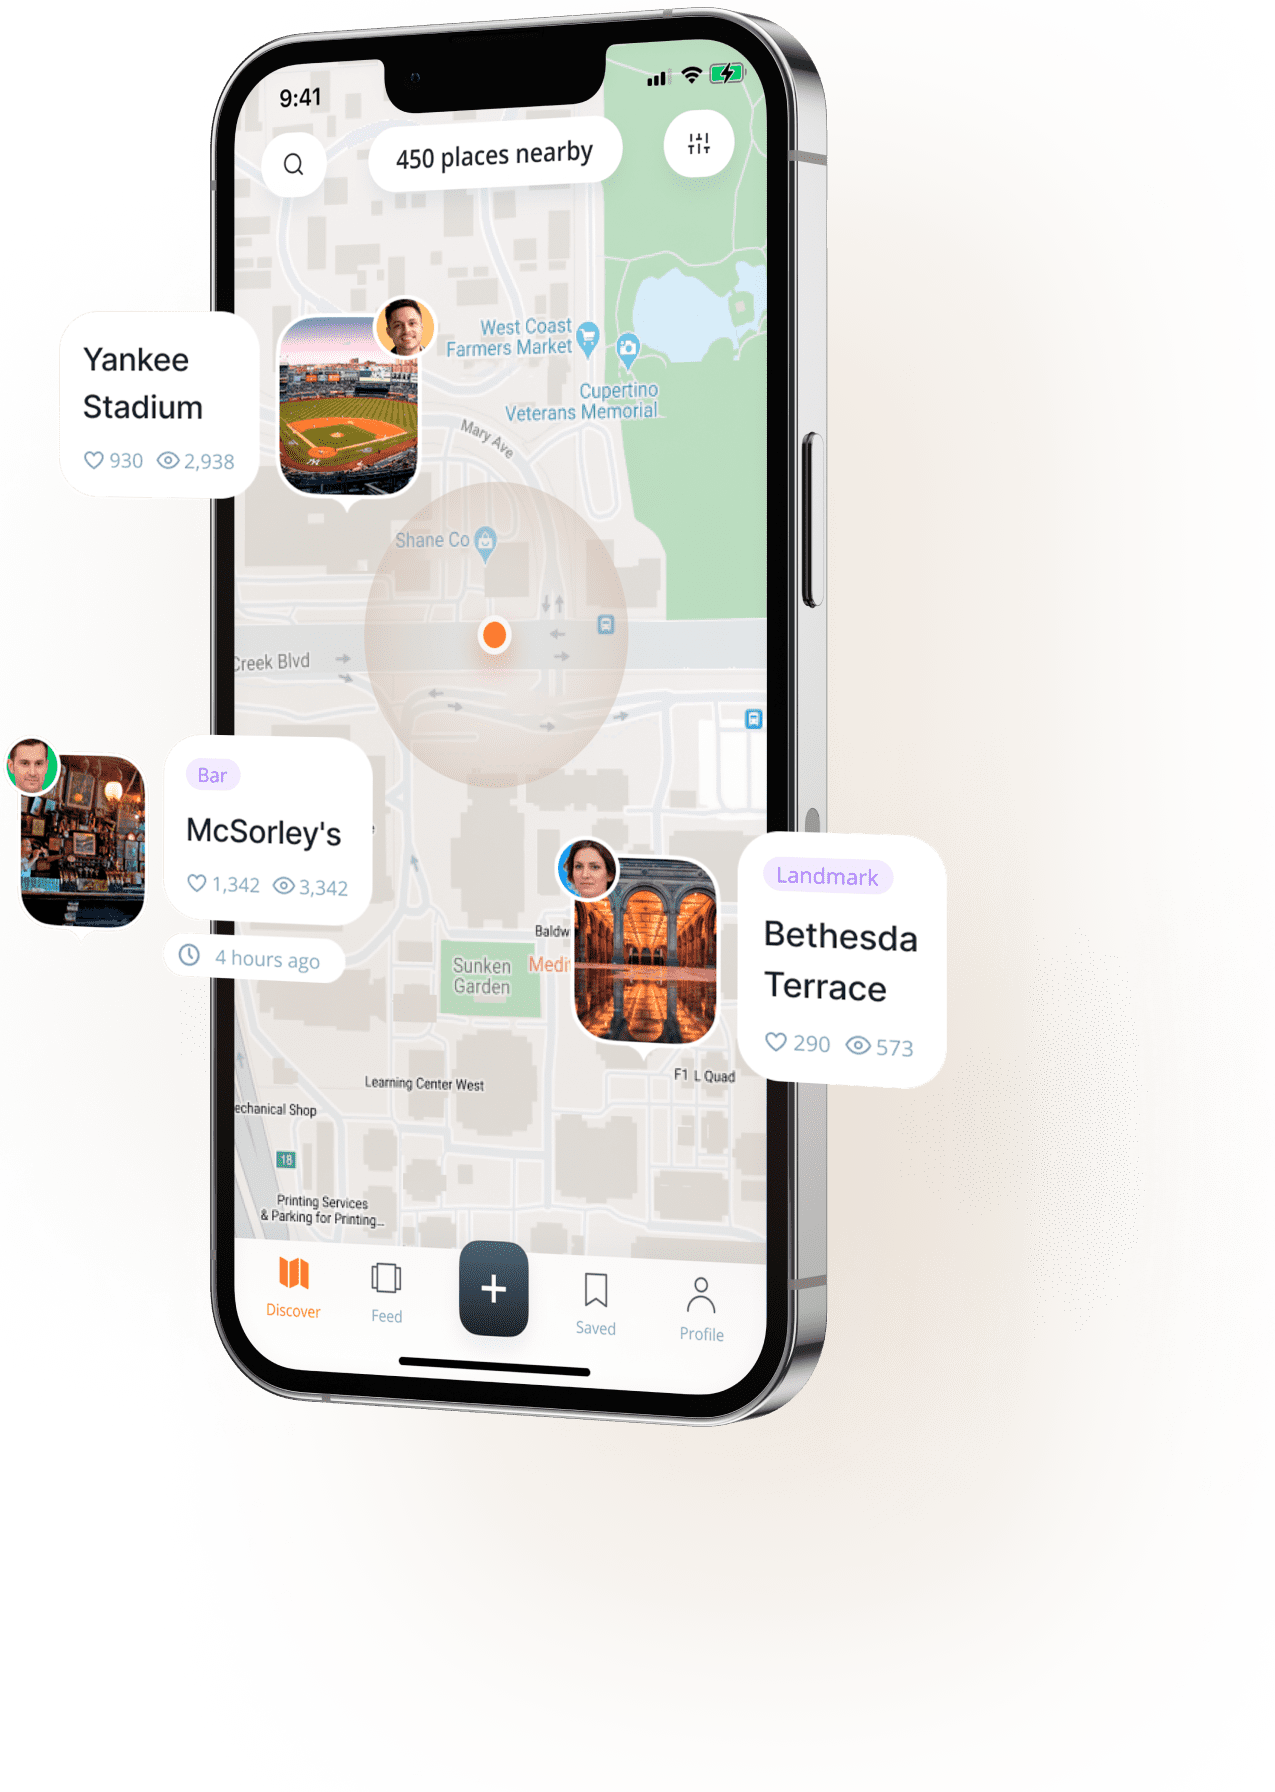 9:41
450 places nearby
West Coast
Farmers Market
Cupertino
Veterans Memorial
Yankee
Stadium
930 2,938
Mary Ave
Shane Co
Creek Blvd
Bar
McSorley's
1,342 3,342
4 hours ago
Landmark
Bethesda
Terrace
290 573
Baldw
Medit
Sunken
Garden
F1 L Quad
Learning Center West
echanical Shop
18
Printing Services
& Parking for Printing...
Discover
Feed
Saved
Profile